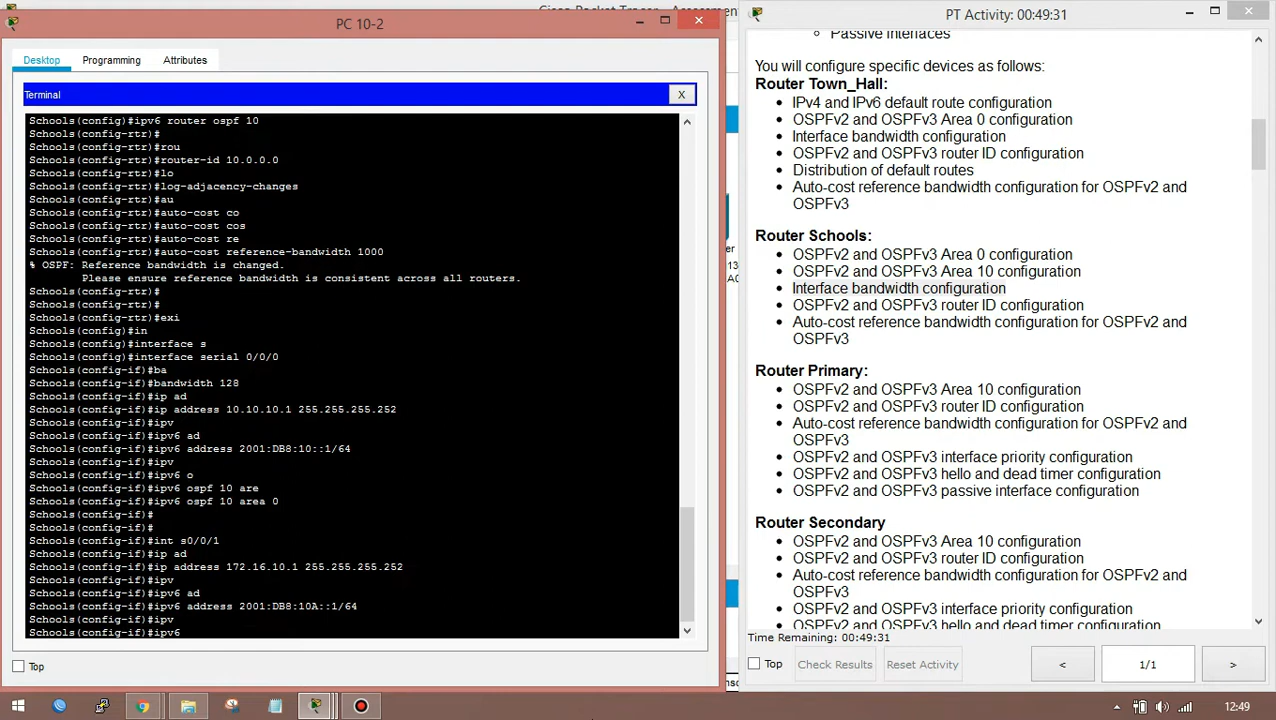 PC 10-2
Desktop
Programming
Attributes
Terminal
X
Schools(config)#ipv6 router ospf 10
Schools(config-rtr)#
Schools(config-rtr)#rou
Schools(config-rtr)#router-id 10.0.0.0
Schools(config-rtr)#lo
Schools(config-rtr)#log-adjacency-changes
Schools(config-rtr)#au
Schools(config-rtr)#auto-cost co
Schools(config-rtr)#auto-cost cos
Schools(config-rtr)#auto-cost re
Schools(config-rtr)#auto-cost reference-bandwidth 1000
% OSPF: Reference bandwidth is changed.
Please ensure reference bandwidth is consistent across all routers.
Schools(config-rtr)#
Schools(config-rtr)#
Schools(config-rtr)#exi
Schools(config)#in
Schools(config)#interface s
Schools(config)#interface serial 0/0/0
Schools(config-if)#ba
Schools(config-if)#bandwidth 128
Schools(config-if)#ip ad
Schools(config-if)#ip address 10.10.10.1 255.255.255.252
Schools(config-if)#ipv
Schools(config-if)#ipv6 ad
Schools(config-if)#ipv6 address 2001:DB8:10::1/64
Schools(config-if)#ipv
Schools(config-if)#ipv6 o
Schools(config-if)#ipv6 ospf 10 are
Schools(config-if)#ipv6 ospf 10 area 0
Schools(config-if)#
Schools(config-if)#
Schools(config-if)#int s0/0/1
Schools(config-if)#ip ad
Schools(config-if)#ip address 172.16.10.1 255.255.255.252
Schools(config-if)#ipv
Schools(config-if)#ipv6 ad
Schools(config-if)#ipv6 address 2001:DB8:10A::1/64
Schools(config-if)#ipv
Schools(config-if)#ipv6
Top
PT Activity: 00:49:31
Passive interfaces
You will configure specific devices as follows:
Router Town_Hall:
IPv4 and IPv6 default route configuration
OSPFv2 and OSPFv3 Area 0 configuration
Interface bandwidth configuration
OSPFv2 and OSPFv3 router ID configuration
Distribution of default routes
Auto-cost reference bandwidth configuration for OSPFv2 and
OSPFv3
Router Schools:
OSPFv2 and OSPFv3 Area 0 configuration
OSPFv2 and OSPFv3 Area 10 configuration
Interface bandwidth configuration
OSPFv2 and OSPFv3 router ID configuration
Auto-cost reference bandwidth configuration for OSPFv2 and
OSPFv3
Router Primary:
OSPFv2 and OSPFv3 Area 10 configuration
OSPFv2 and OSPFv3 router ID configuration
Auto-cost reference bandwidth configuration for OSPFv2 and
OSPFv3
OSPFv2 and OSPFv3 interface priority configuration
OSPFv2 and OSPFv3 hello and dead timer configuration
OSPFv2 and OSPFv3 passive interface configuration
Router Secondary
OSPFv2 and OSPFv3 Area 10 configuration
OSPFv2 and OSPFv3 router ID configuration
Auto-cost reference bandwidth configuration for OSPFv2 and
OSPFv3
OSPFv2 and OSPFv3 interface priority configuration
OSPFv2 and OSPFv3 hello and dead timer configuration
Time Remaining: 00:49:31
Top
Check Results
Reset Activity
<
1/1
>
12:49